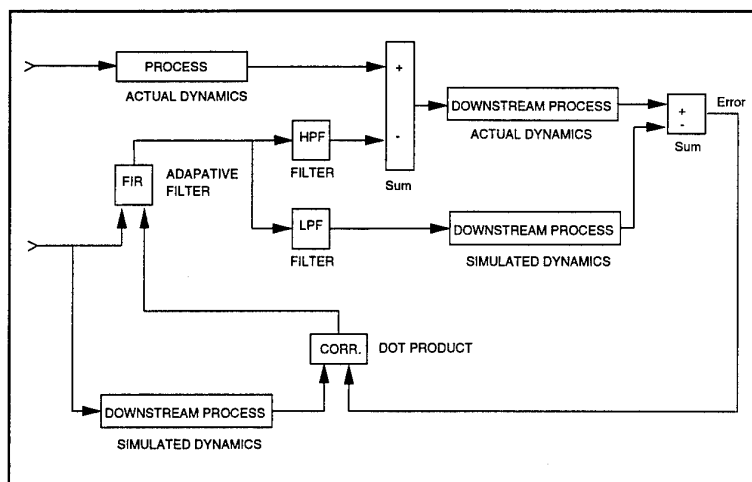 PROCESS
ACTUAL DYNAMICS
+
-
Sum
DOWNSTREAM PROCESS
ACTUAL DYNAMICS
+
-
Sum
Error
HPF
FILTER
FIR
ADAPATIVE
FILTER
LPF
FILTER
DOWNSTREAM PROCESS
SIMULATED DYNAMICS
CORR.
DOT PRODUCT
DOWNSTREAM PROCESS
SIMULATED DYNAMICS